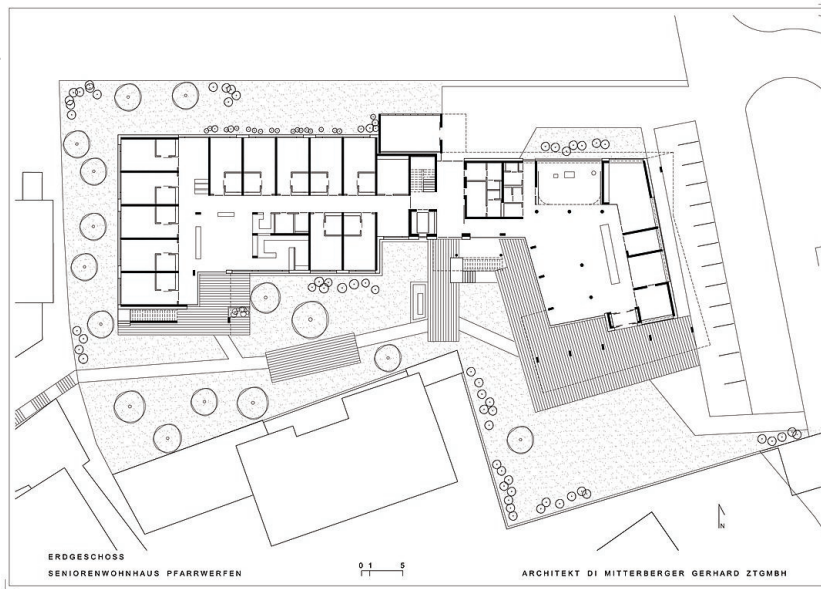 N
ERDGESCHOSS
SENIORENWOHNHAUS PFARRWERFEN
0 1 5
ARCHITEKT DI MITTERBERGER GERHARD ZTGMBH